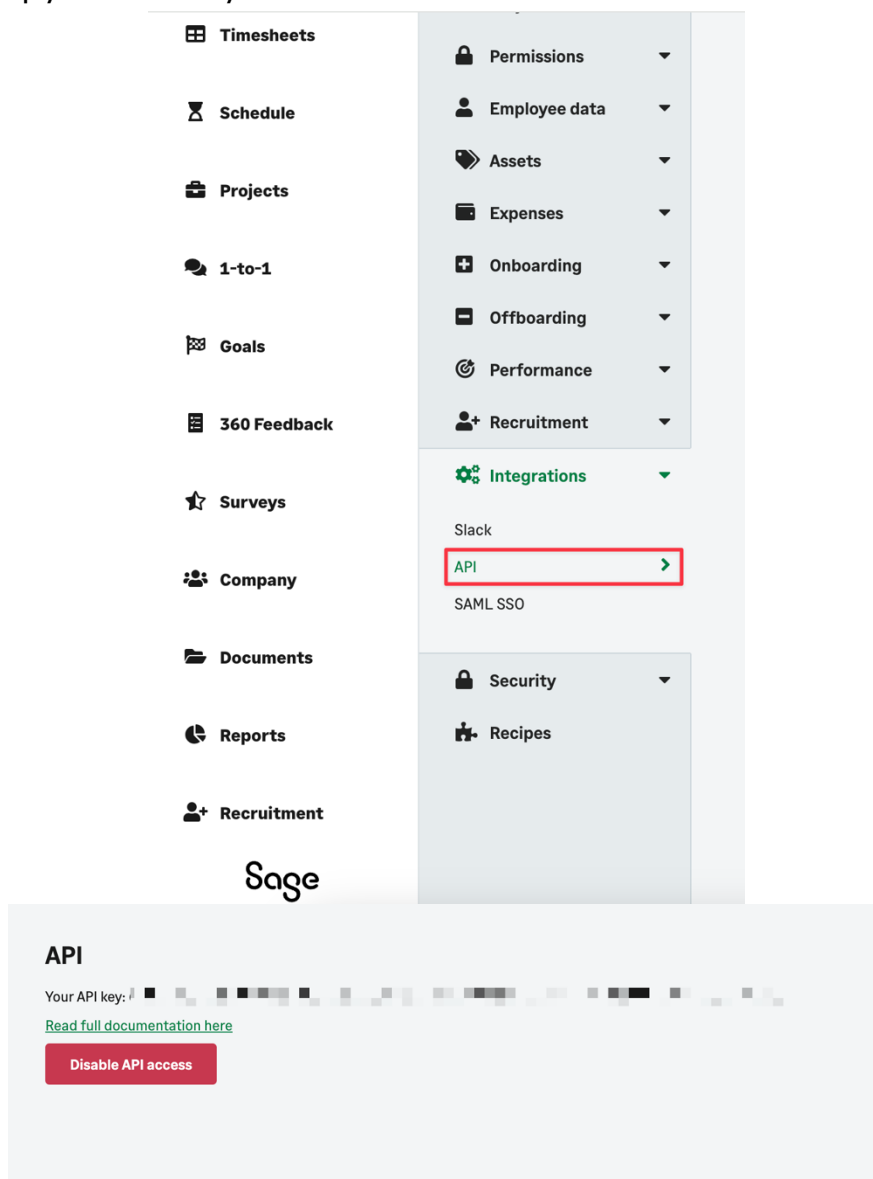 Timesheets
Schedule
Projects
1-to-1
Goals
360 Feedback
Surveys
Company
Documents
Reports
Recruitment
Sage
Permissions
Employee data
Assets
Expenses
Onboarding
Offboarding
Performance
Recruitment
Integrations
Slack
API
SAML SSO
Security
Recipes
API
Your API key:
Read full documentation here
Disable API access